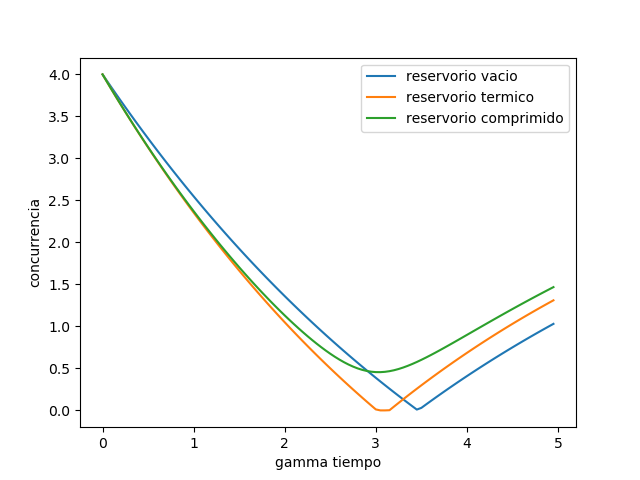 reservorio vacio
reservorio termico
reservorio comprimido
4.0
3.5
3.0
2.5
2.0
1.5
1.0
0.5
0.0
concurrencia
0 1 2 3 4 5
gamma tiempo